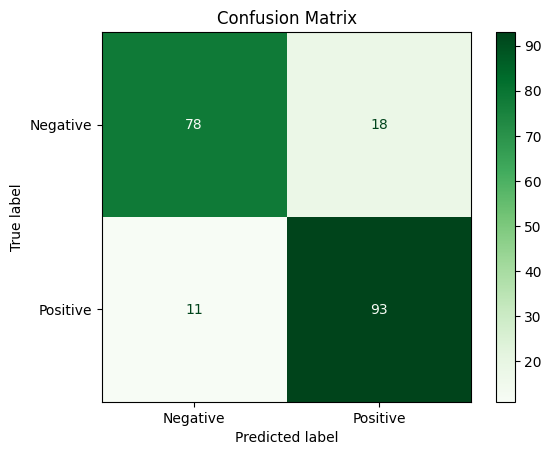 Confusion Matrix
True label
Negative
78
18
Positive
11
93
Negative
Positive
Predicted label
90
80
70
60
50
40
30
20